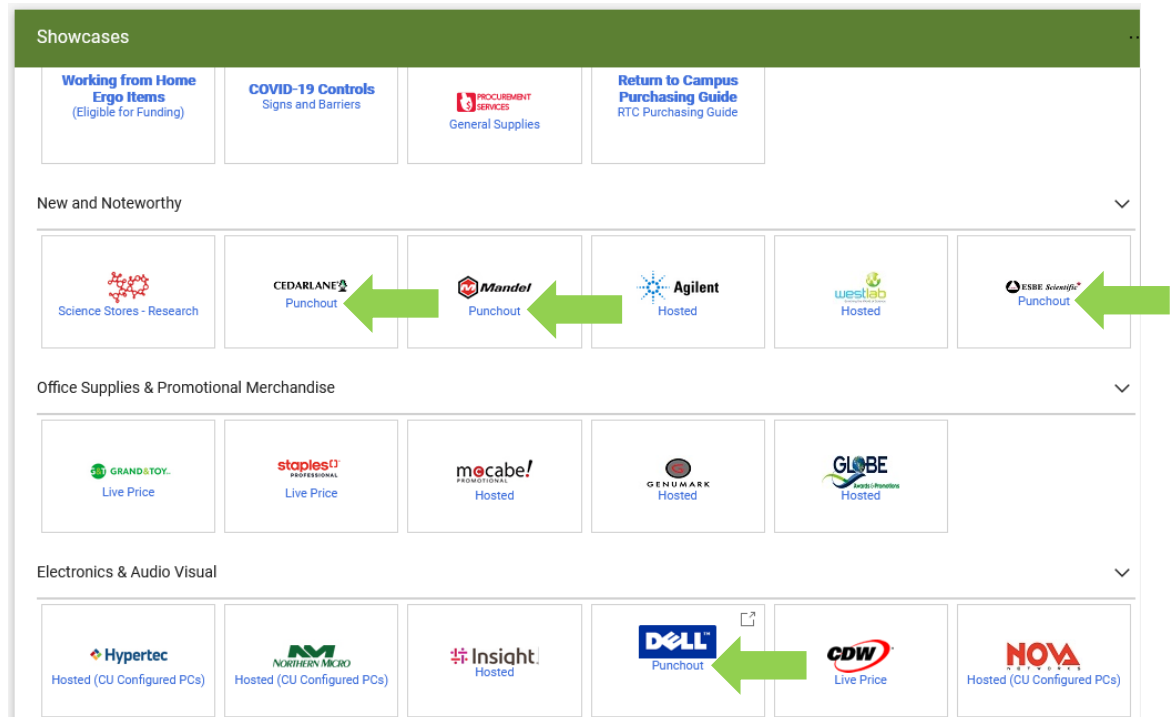 Showcases
Working from Home
Ergo Items
(Eligible for Funding)
COVID-19 Controls
Signs and Barriers
PROCUREMENT
SERVICES
General Supplies
Return to Campus
Purchasing Guide
RTC Purchasing Guide
New and Noteworthy
Science Stores - Research
CEDARLANE
Punchout
Mandel
Punchout
Agilent
Hosted
westlab
Hosted
ESBE Scientific
Punchout
Office Supplies & Promotional Merchandise
G&T GRAND&TOY
Live Price
staples
PROFESSIONAL
Live Price
mccabe!
PROMOTIONAL
Hosted
GENUMARK
Hosted
GLOBE
Awards & Promotions
Hosted
Electronics & Audio Visual
Hypertec
Hosted (CU Configured PCs)
NORTHERN MICRO
Hosted (CU Configured PCs)
Insight
Hosted
DELL™
Punchout
CDW
Live Price
NOVA
NETWORKS
Hosted (CU Configured PCs)